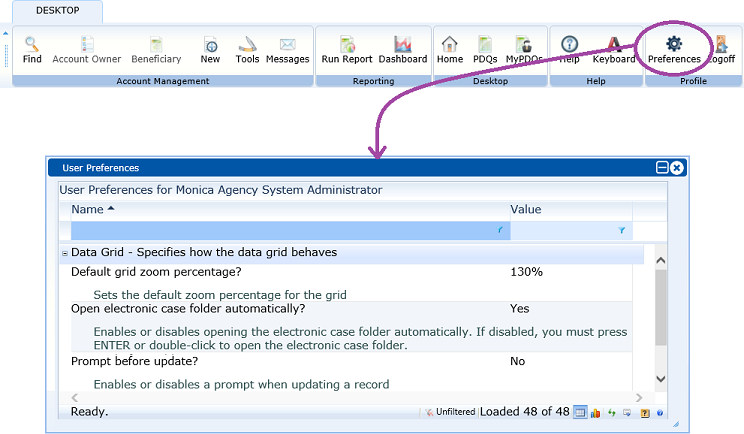 DESKTOP
Find Account Owner Beneficiary New Tools Messages Run Report Dashboard Home PDQs MyPDQs Help Keyboard Preferences Logoff
Account Management Reporting Desktop Help Profile
User Preferences
User Preferences for Monica Agency System Administrator
Name Value
Data Grid - Specifies how the data grid behaves
Default grid zoom percentage? 130%
Sets the default zoom percentage for the grid
Open electronic case folder automatically? Yes
Enables or disables opening the electronic case folder automatically. If disabled, you must press
ENTER or double-click to open the electronic case folder.
Prompt before update? No
Enables or disables a prompt when updating a record
Ready. Unfiltered Loaded 48 of 48